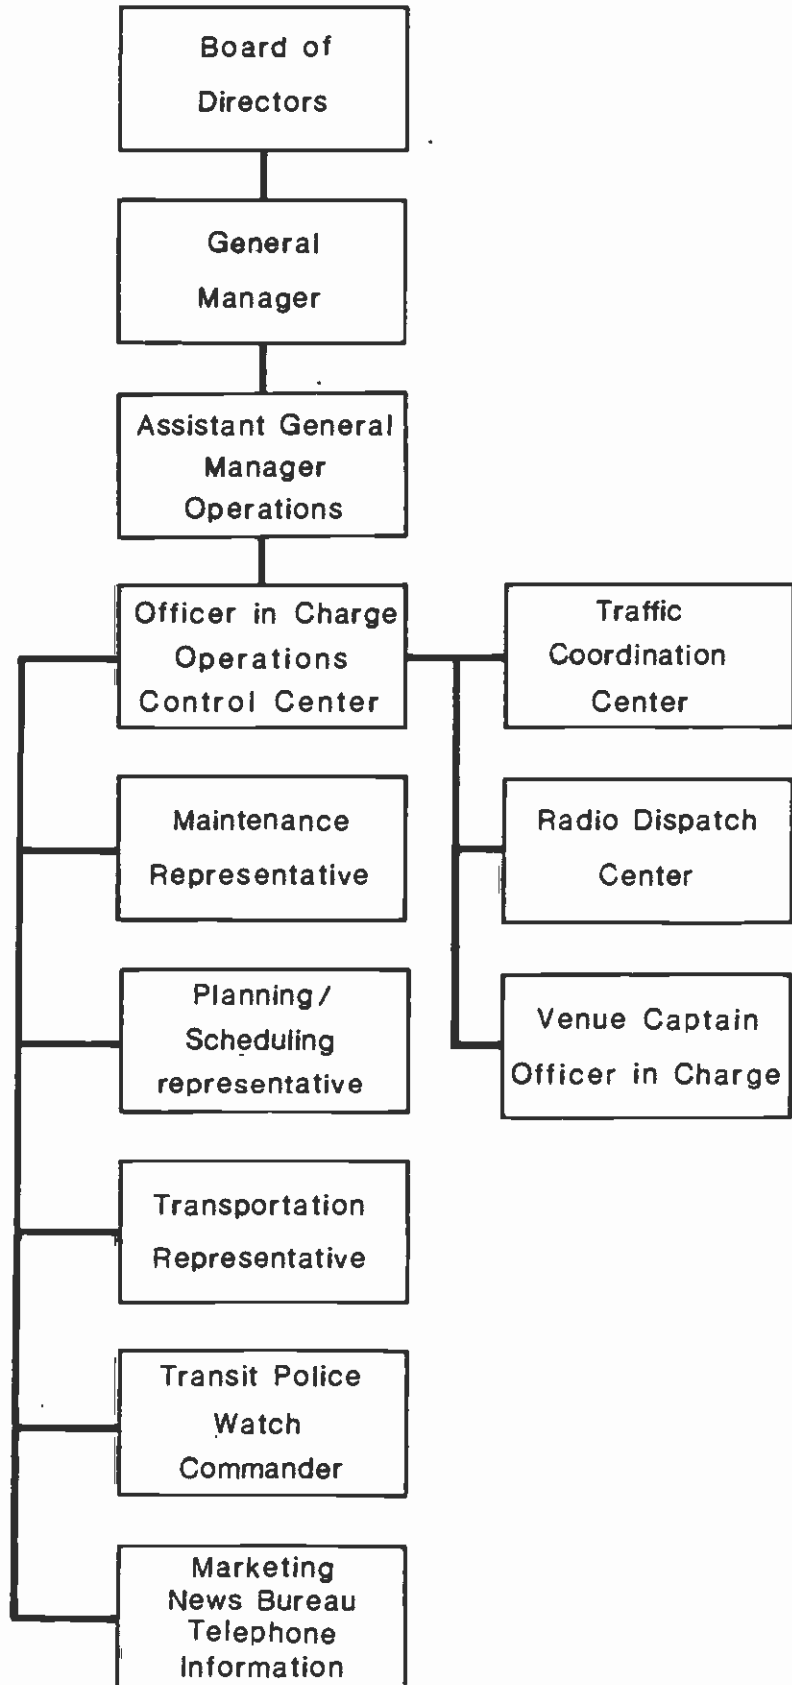 Board of
Directors
General
Manager
Assistant General
Manager
Operations
Officer in Charge
Operations
Control Center
Traffic
Coordination
Center
Maintenance
Representative
Radio Dispatch
Center
Planning/
Scheduling
representative
Venue Captain
Officer in Charge
Transportation
Representative
Transit Police
Watch
Commander
Marketing
News Bureau
Telephone
Information